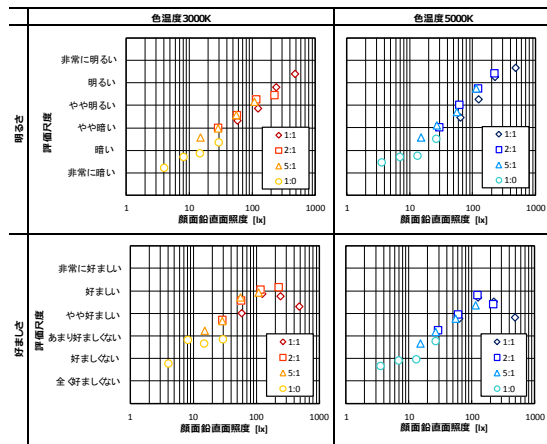 色温度3000K
色温度5000K
明るさ
評価尺度
非常に明るい
明るい
やや明るい
やや暗い
暗い
非常に暗い
1:1
2:1
5:1
1:0
1 10 100 1000
顔面鉛直面照度 [lx]
1:1
2:1
5:1
1:0
1 10 100 1000
顔面鉛直面照度 [lx]
好ましさ
評価尺度
非常に好ましい
好ましい
やや好ましい
あまり好ましくない
好ましくない
全く好ましくない
1:1
2:1
5:1
1:0
1 10 100 1000
顔面鉛直面照度 [lx]
1:1
2:1
5:1
1:0
1 10 100 1000
顔面鉛直面照度 [lx]